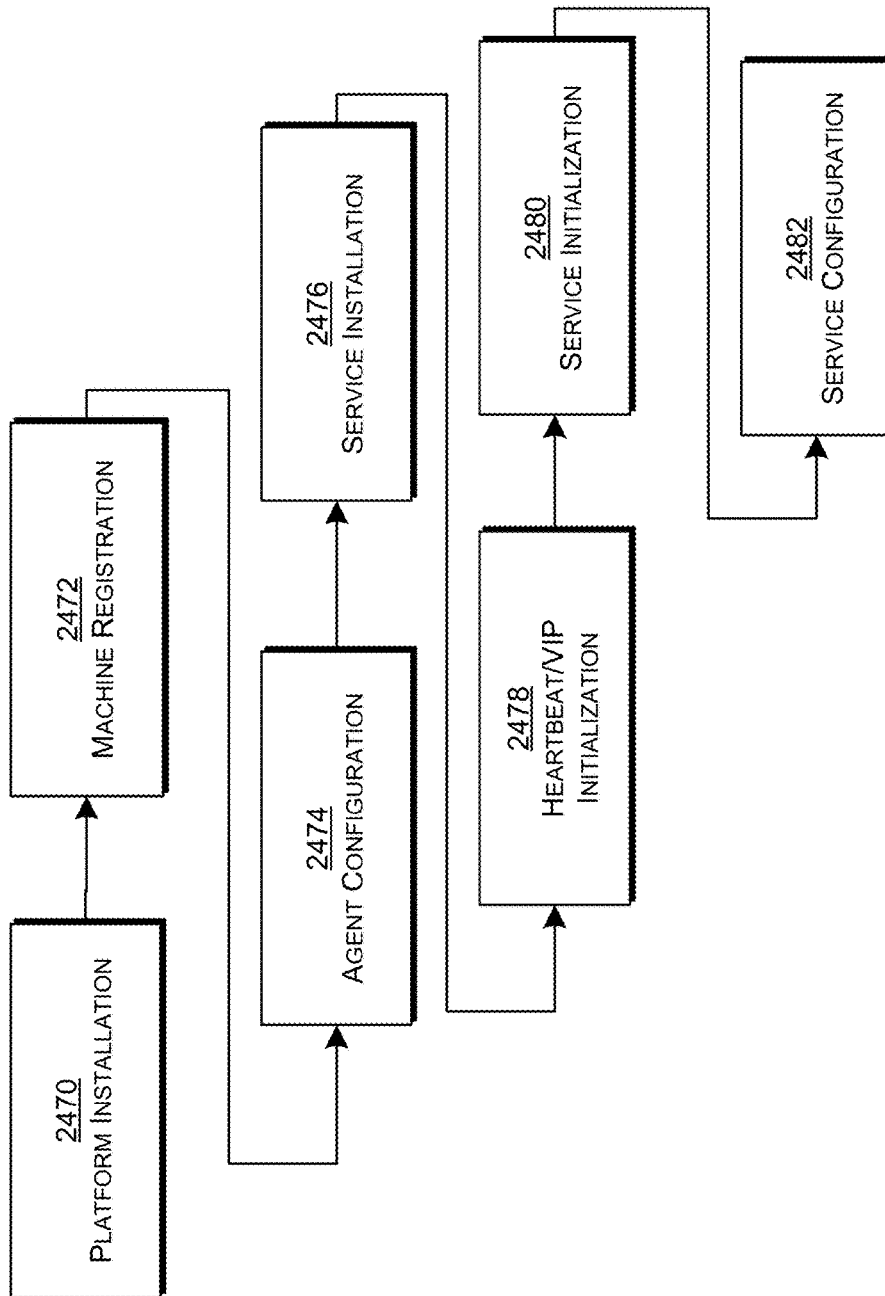 2470
PLATFORM INSTALLATION
2472
MACHINE REGISTRATION
2474
AGENT CONFIGURATION
2476
SERVICE INSTALLATION
2478
HEARTBEAT/VIP
INITIALIZATION
2480
SERVICE INITIALIZATION
2482
SERVICE CONFIGURATION